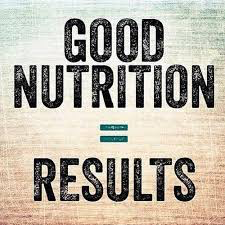 GOOD
NUTRITION
=
RESULTS